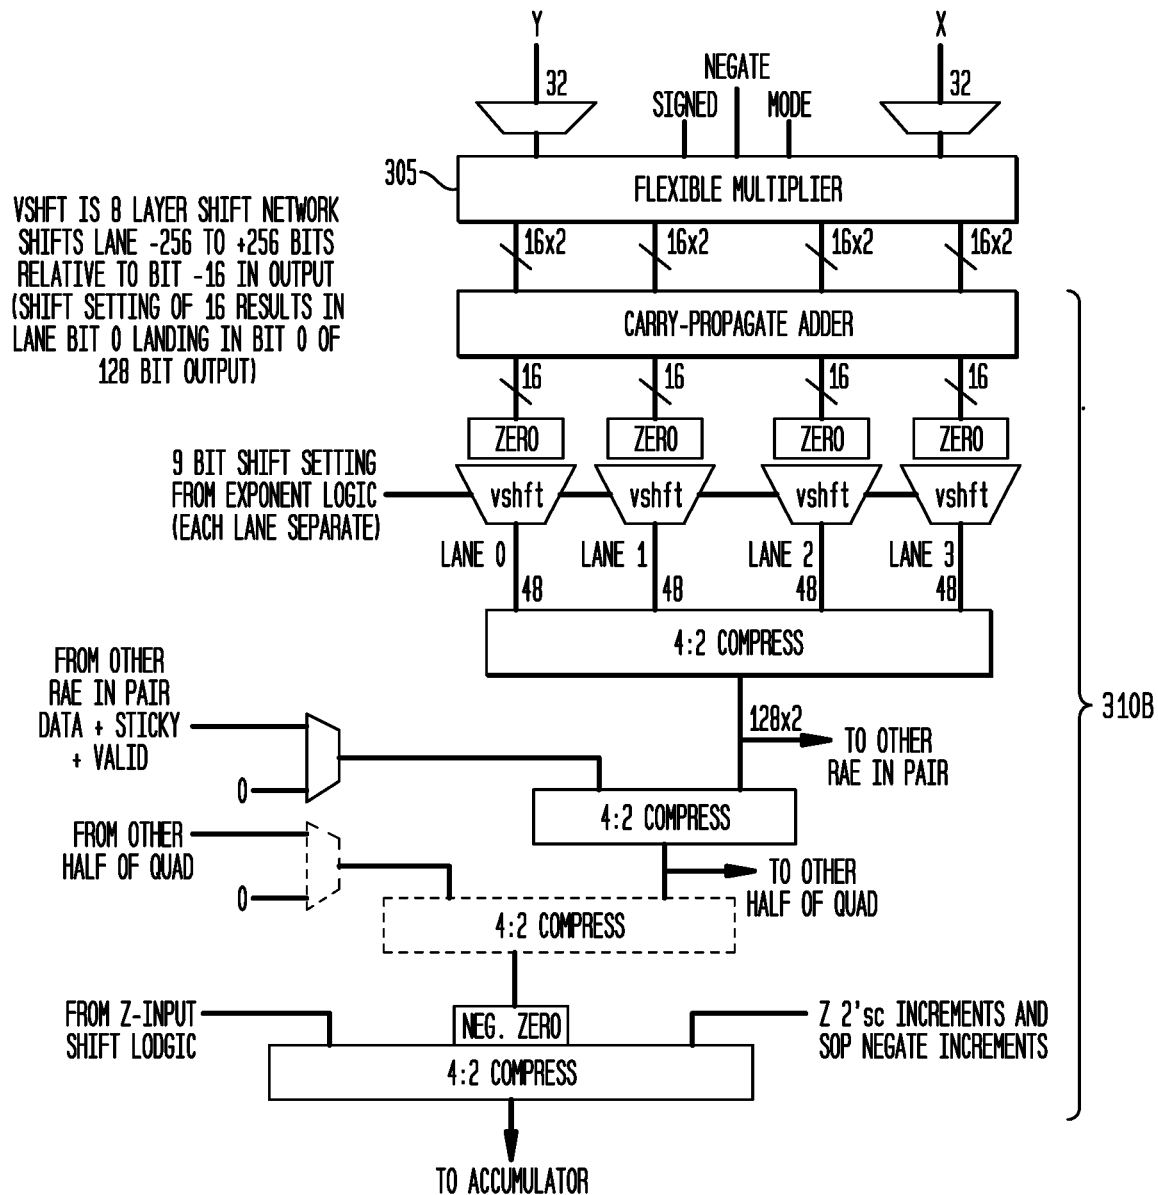 Y
X
32
NEGATE
32
SIGNED
MODE
305
FLEXIBLE MULTIPLIER
VSHFT IS 8 LAYER SHIFT NETWORK
SHIFTS LANE -256 TO +256 BITS
RELATIVE TO BIT -16 IN OUTPUT
(SHIFT SETTING OF 16 RESULTS IN
LANE BIT 0 LANDING IN BIT 0 OF
128 BIT OUTPUT)
16x2
16x2
16x2
16x2
CARRY-PROPAGATE ADDER
16
16
16
16
ZERO
ZERO
ZERO
ZERO
9 BIT SHIFT SETTING
FROM EXPONENT LOGIC
(EACH LANE SEPARATE)
vshft
vshft
vshft
vshft
LANE 0
LANE 1
LANE 2
LANE 3
48
48
48
48
4:2 COMPRESS
FROM OTHER
RAE IN PAIR
DATA + STICKY
+ VALID
0
128x2
TO OTHER
RAE IN PAIR
310B
4:2 COMPRESS
FROM OTHER
HALF OF QUAD
0
TO OTHER
HALF OF QUAD
4:2 COMPRESS
FROM Z-INPUT
SHIFT LODGIC
NEG. ZERO
Z 2'sc INCREMENTS AND
SOP NEGATE INCREMENTS
4:2 COMPRESS
TO ACCUMULATOR